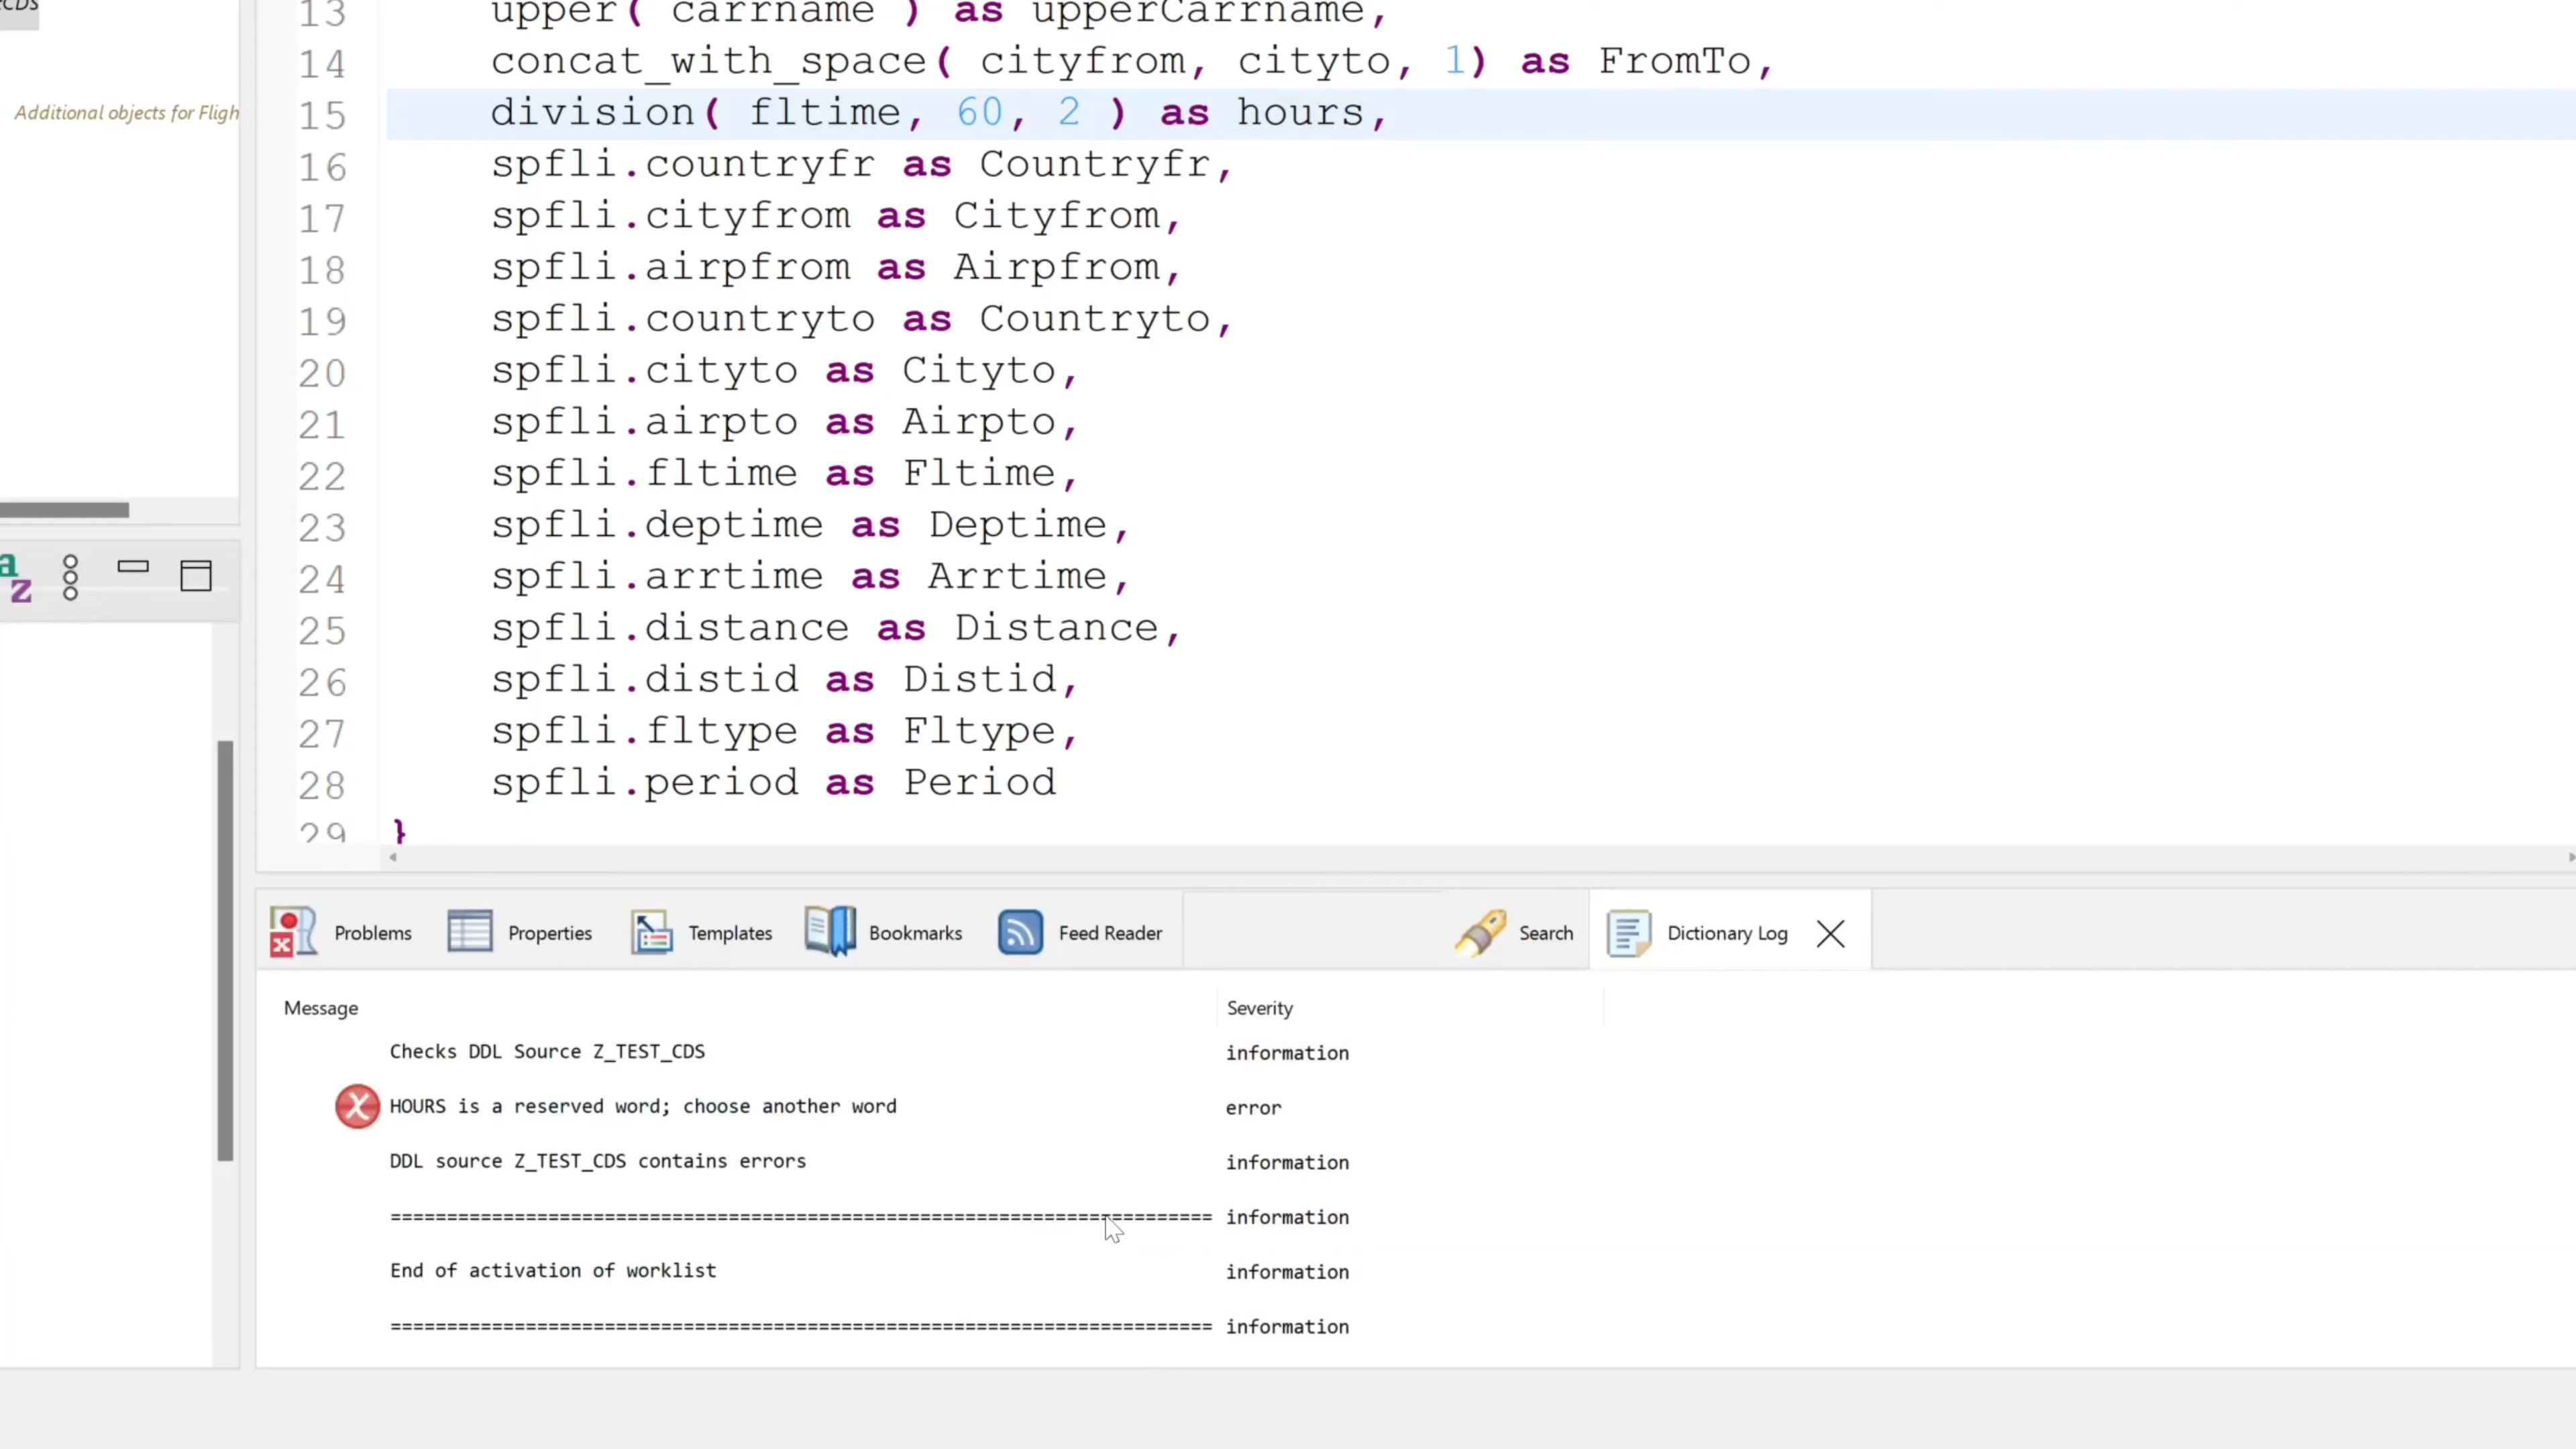 CDS
Additional objects for Fligh
13 upper( carrname ) as upperCarrname,
14 concat_with_space( cityfrom, cityto, 1) as FromTo,
15 division( fltime, 60, 2 ) as hours,
16 spfli.countryfr as Countryfr,
17 spfli.cityfrom as Cityfrom,
18 spfli.airpfrom as Airpfrom,
19 spfli.countryto as Countryto,
20 spfli.cityto as Cityto,
21 spfli.airpto as Airpto,
22 spfli.fltime as Fltime,
23 spfli.deptime as Deptime,
24 spfli.arrtime as Arrtime,
25 spfli.distance as Distance,
26 spfli.distid as Distid,
27 spfli.fltype as Fltype,
28 spfli.period as Period
29 }
a
z
Problems Properties Templates Bookmarks Feed Reader Search Dictionary Log
Message Severity
Checks DDL Source Z_TEST_CDS information
HOURS is a reserved word; choose another word error
DDL source Z_TEST_CDS contains errors information
=========================================================================== information
End of activation of worklist information
=========================================================================== information